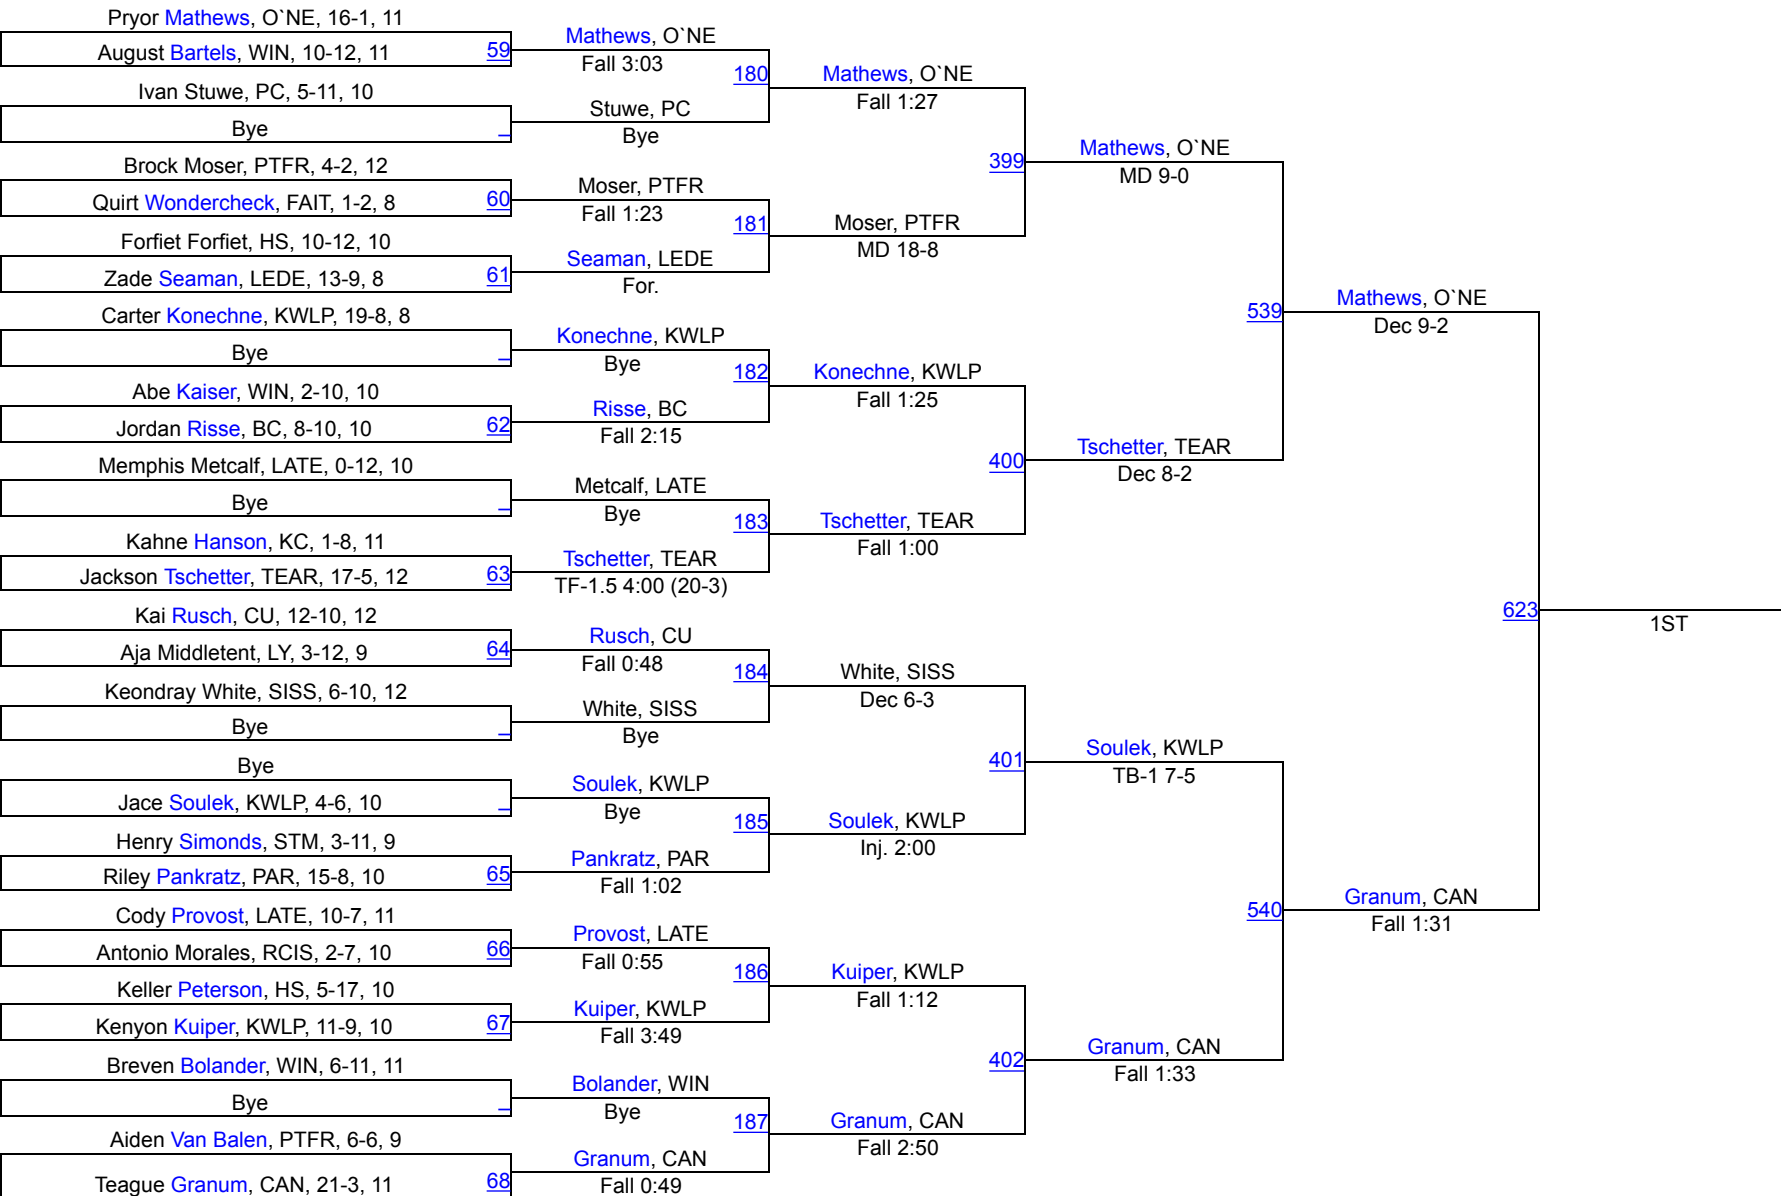 Pryor Mathews, O`NE, 16-1, 11
August Bartels, WIN, 10-12, 11
59
Ivan Stuwe, PC, 5-11, 10
Bye
Brock Moser, PTFR, 4-2, 12
Quirt Wondercheck, FAIT, 1-2, 8
60
Forfiet Forfiet, HS, 10-12, 10
Zade Seaman, LEDE, 13-9, 8
61
Carter Konechne, KWLP, 19-8, 8
Bye
Abe Kaiser, WIN, 2-10, 10
Jordan Risse, BC, 8-10, 10
62
Memphis Metcalf, LATE, 0-12, 10
Bye
Kahne Hanson, KC, 1-8, 11
Jackson Tschetter, TEAR, 17-5, 12
63
Kai Rusch, CU, 12-10, 12
Aja Middletent, LY, 3-12, 9
64
Keondray White, SISS, 6-10, 12
Bye
Bye
Jace Soulek, KWLP, 4-6, 10
Henry Simonds, STM, 3-11, 9
Riley Pankratz, PAR, 15-8, 10
65
Cody Provost, LATE, 10-7, 11
Antonio Morales, RCIS, 2-7, 10
66
Keller Peterson, HS, 5-17, 10
Kenyon Kuiper, KWLP, 11-9, 10
67
Breven Bolander, WIN, 6-11, 11
Bye
Aiden Van Balen, PTFR, 6-6, 9
Teague Granum, CAN, 21-3, 11
68
Mathews, O`NE
Fall 3:03
180
Stuwe, PC
Bye
Moser, PTFR
Fall 1:23
181
Seaman, LEDE
For.
Konechne, KWLP
Bye
182
Risse, BC
Fall 2:15
Metcalf, LATE
Bye
183
Tschetter, TEAR
TF-1.5 4:00 (20-3)
Rusch, CU
Fall 0:48
184
White, SISS
Bye
Soulek, KWLP
Bye
185
Pankratz, PAR
Fall 1:02
Provost, LATE
Fall 0:55
186
Kuiper, KWLP
Fall 3:49
Bolander, WIN
Bye
187
Granum, CAN
Fall 0:49
Mathews, O`NE
Fall 1:27
399
Moser, PTFR
MD 18-8
Konechne, KWLP
Fall 1:25
400
Tschetter, TEAR
Fall 1:00
White, SISS
Dec 6-3
401
Soulek, KWLP
Inj. 2:00
Kuiper, KWLP
Fall 1:12
402
Granum, CAN
Fall 2:50
Mathews, O`NE
MD 9-0
539
Tschetter, TEAR
Dec 8-2
Soulek, KWLP
TB-1 7-5
540
Granum, CAN
Fall 1:33
Mathews, O`NE
Dec 9-2
623
Granum, CAN
Fall 1:31
1ST